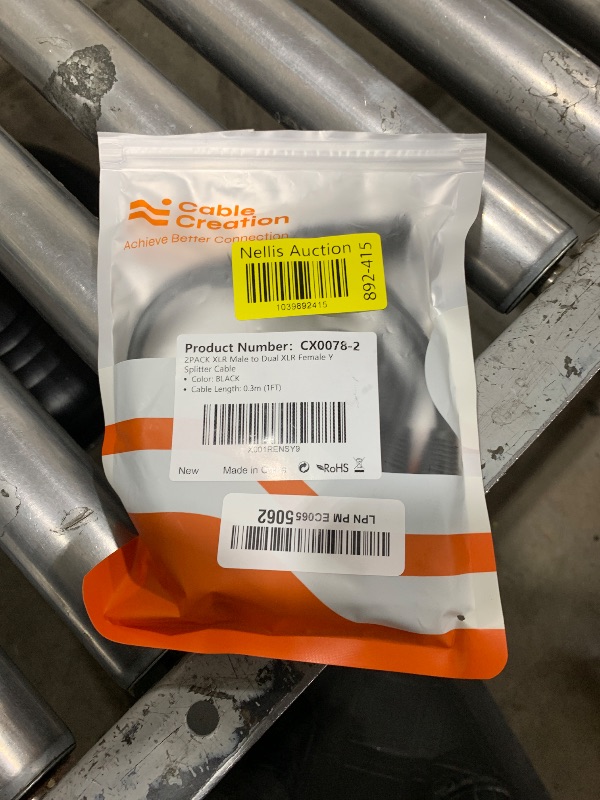 Cable
Creation
Achieve Better Connection
Nellis Auction
1039892415
892-415
Product Number: CX0078-2
2PACK XLR Male to Dual XLR Female Y
Splitter Cable
• Color: BLACK
• Cable Length: 0.3m (1FT)
X001RENSY9
New Made in China RoHS
LPN PM EC065 5062